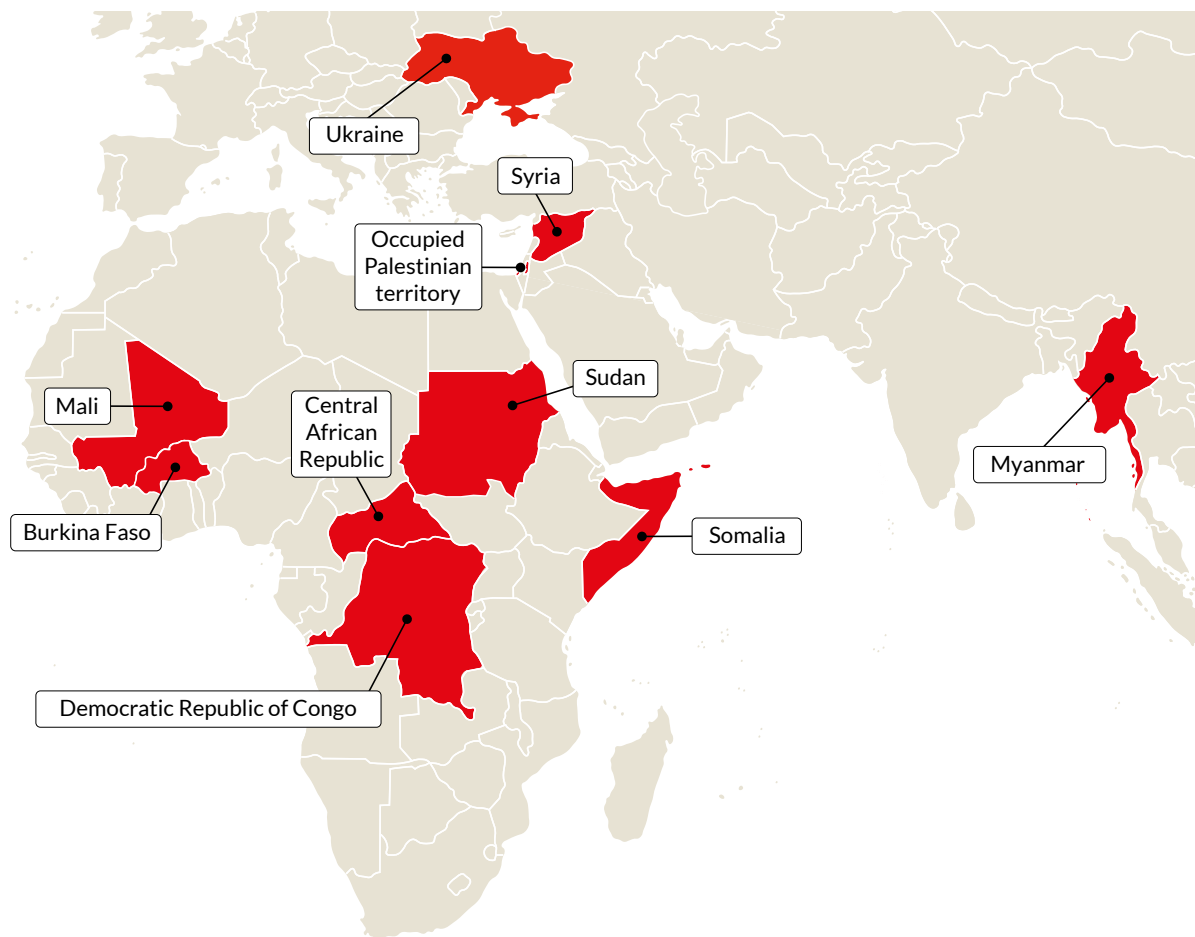 Ukraine
Syria
Occupied
Palestinian
territory
Sudan
Mali
Central
African
Republic
Myanmar
Burkina Faso
Somalia
Democratic Republic of Congo